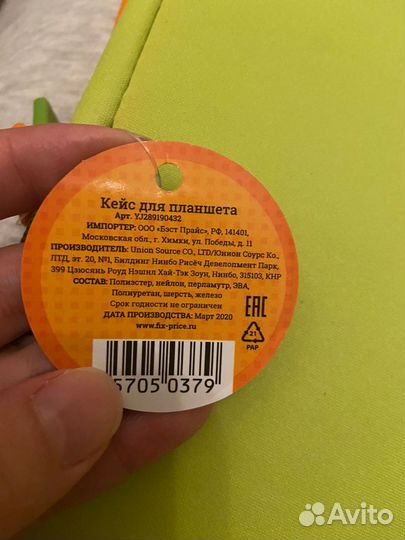 Кейс для планшета
Арт. YJ289190432
ИМПОРТЕР: ООО «Бэст Прайс», РФ, 141401,
Московская обл., г. Химки, ул. Победы, д. 11
ПРОИЗВОДИТЕЛЬ: Union Source CO., LTD/Юнион Соурс Ко.,
ЛТД, эт. 20, №1, Билдинг Нинбо Рисёч Девелопмент Парк,
399 Цзюсянь Роуд Нэшнл Хай-Тэк Зоун, Нинбо, 315103, КНР
СОСТАВ: Полиэстер, нейлон, перламутр, ЭВА,
Полиуретан, шерсть, железо
Срок годности не ограничен
ДАТА ПРОИЗВОДСТВА: Март 2020
www.fix-price.ru
EAC
21
PAP
5705 0379
Avito